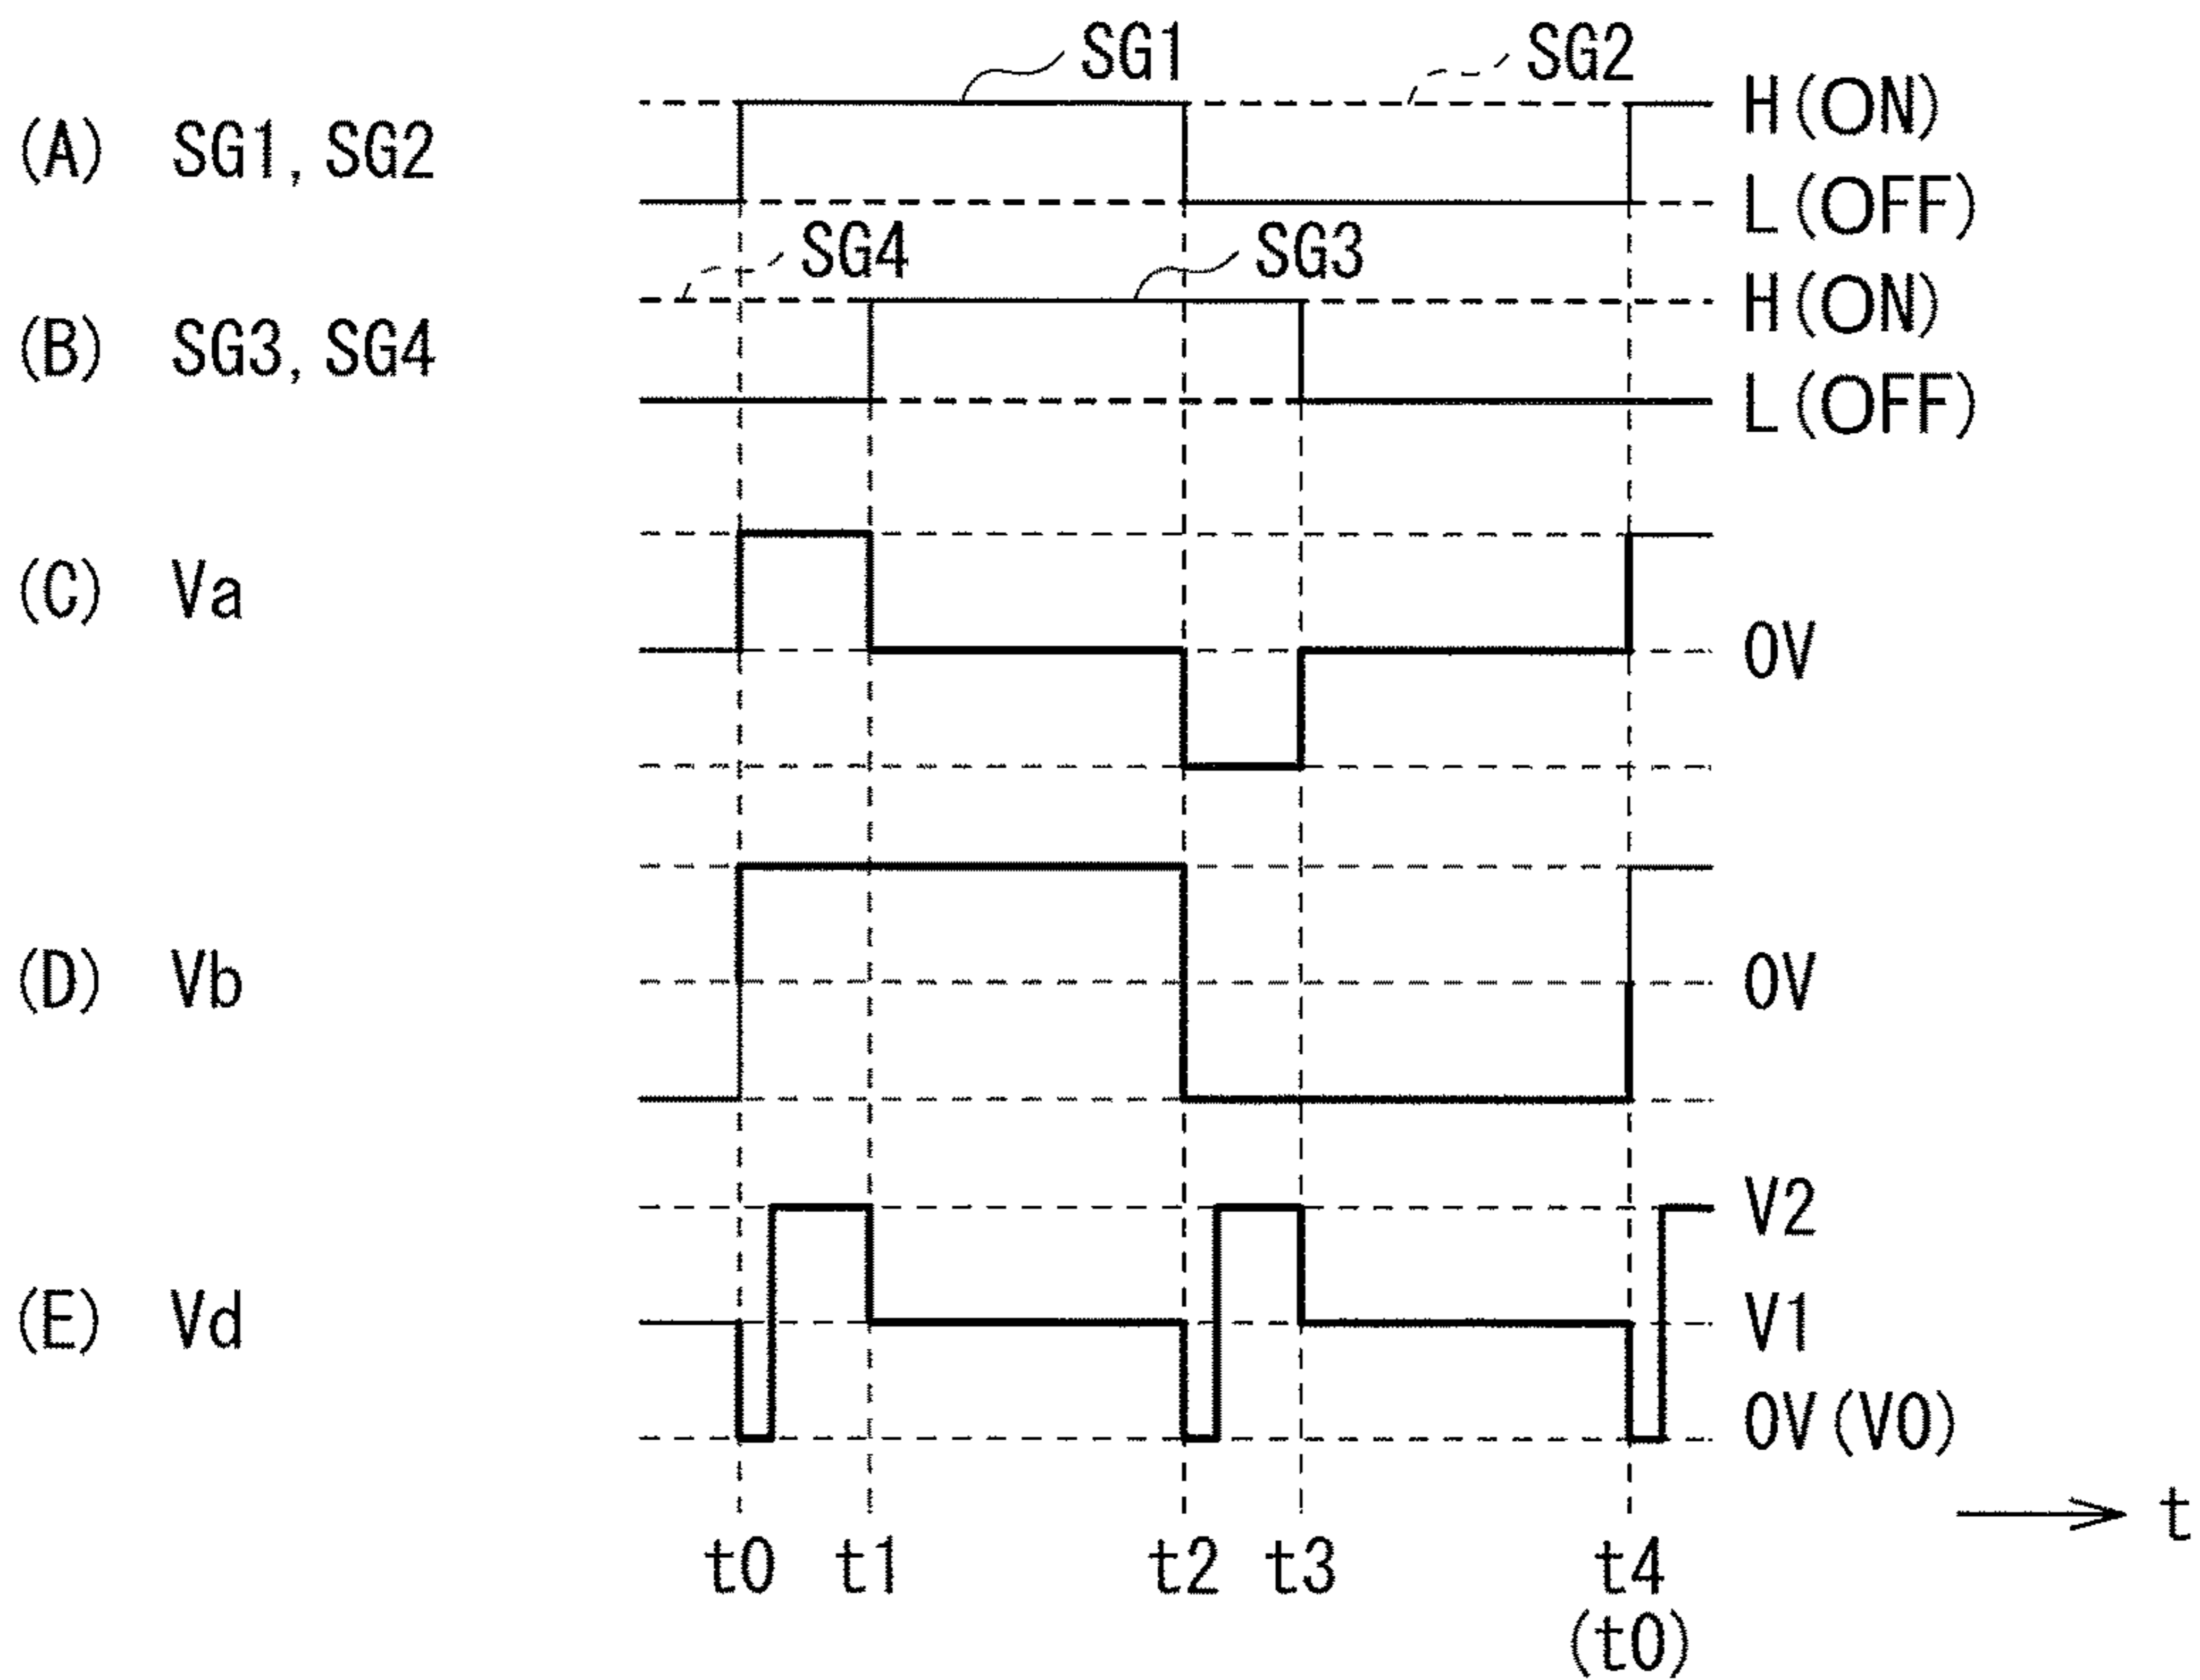 SG1 SG2
(A) SG1, SG2 H(ON)
L(OFF)
SG4 SG3
(B) SG3, SG4 H(ON)
L(OFF)
(C) Va 0V
(D) Vb 0V
V2
(E) Vd V1
0V(V0)
t
t0 t1 t2 t3 t4
(t0)